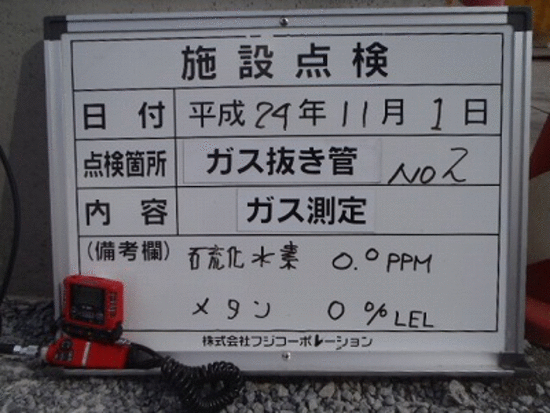 施設点検
日付 平成24年11月1日
点検箇所 ガス抜き管 NO2
内容 ガス測定
(備考欄) 石硫化水素 0.0 PPM
メタン 0 % LEL
株式会社フジコーポレーション